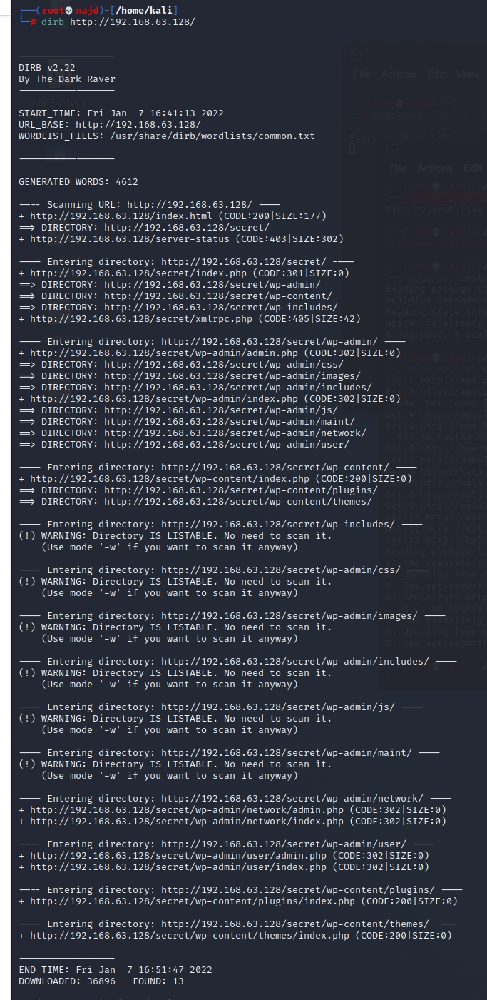 ┌──(root💀najd)-[/home/kali]
└─# dirb http://192.168.63.128/
—————————————————
DIRB v2.22
By The Dark Raver
—————————————————
START_TIME: Fri Jan  7 16:41:13 2022
URL_BASE: http://192.168.63.128/
WORDLIST_FILES: /usr/share/dirb/wordlists/common.txt
—————————————————
GENERATED WORDS: 4612
---- Scanning URL: http://192.168.63.128/ ----
+ http://192.168.63.128/index.html (CODE:200|SIZE:177)
==> DIRECTORY: http://192.168.63.128/secret/
+ http://192.168.63.128/server-status (CODE:403|SIZE:302)
---- Entering directory: http://192.168.63.128/secret/ ----
+ http://192.168.63.128/secret/index.php (CODE:301|SIZE:0)
==> DIRECTORY: http://192.168.63.128/secret/wp-admin/
==> DIRECTORY: http://192.168.63.128/secret/wp-content/
==> DIRECTORY: http://192.168.63.128/secret/wp-includes/
+ http://192.168.63.128/secret/xmlrpc.php (CODE:405|SIZE:42)
---- Entering directory: http://192.168.63.128/secret/wp-admin/ ----
+ http://192.168.63.128/secret/wp-admin/admin.php (CODE:302|SIZE:0)
==> DIRECTORY: http://192.168.63.128/secret/wp-admin/css/
==> DIRECTORY: http://192.168.63.128/secret/wp-admin/images/
==> DIRECTORY: http://192.168.63.128/secret/wp-admin/includes/
+ http://192.168.63.128/secret/wp-admin/index.php (CODE:302|SIZE:0)
==> DIRECTORY: http://192.168.63.128/secret/wp-admin/js/
==> DIRECTORY: http://192.168.63.128/secret/wp-admin/maint/
==> DIRECTORY: http://192.168.63.128/secret/wp-admin/network/
==> DIRECTORY: http://192.168.63.128/secret/wp-admin/user/
---- Entering directory: http://192.168.63.128/secret/wp-content/ ----
+ http://192.168.63.128/secret/wp-content/index.php (CODE:200|SIZE:0)
==> DIRECTORY: http://192.168.63.128/secret/wp-content/plugins/
==> DIRECTORY: http://192.168.63.128/secret/wp-content/themes/
---- Entering directory: http://192.168.63.128/secret/wp-includes/ ----
(!) WARNING: Directory IS LISTABLE. No need to scan it.
(Use mode '-w' if you want to scan it anyway)
---- Entering directory: http://192.168.63.128/secret/wp-admin/css/ ----
(!) WARNING: Directory IS LISTABLE. No need to scan it.
(Use mode '-w' if you want to scan it anyway)
---- Entering directory: http://192.168.63.128/secret/wp-admin/images/ ----
(!) WARNING: Directory IS LISTABLE. No need to scan it.
(Use mode '-w' if you want to scan it anyway)
---- Entering directory: http://192.168.63.128/secret/wp-admin/includes/ ----
(!) WARNING: Directory IS LISTABLE. No need to scan it.
(Use mode '-w' if you want to scan it anyway)
---- Entering directory: http://192.168.63.128/secret/wp-admin/js/ ----
(!) WARNING: Directory IS LISTABLE. No need to scan it.
(Use mode '-w' if you want to scan it anyway)
---- Entering directory: http://192.168.63.128/secret/wp-admin/maint/ ----
(!) WARNING: Directory IS LISTABLE. No need to scan it.
(Use mode '-w' if you want to scan it anyway)
---- Entering directory: http://192.168.63.128/secret/wp-admin/network/ ----
+ http://192.168.63.128/secret/wp-admin/network/admin.php (CODE:302|SIZE:0)
+ http://192.168.63.128/secret/wp-admin/network/index.php (CODE:302|SIZE:0)
---- Entering directory: http://192.168.63.128/secret/wp-admin/user/ ----
+ http://192.168.63.128/secret/wp-admin/user/admin.php (CODE:302|SIZE:0)
+ http://192.168.63.128/secret/wp-admin/user/index.php (CODE:302|SIZE:0)
---- Entering directory: http://192.168.63.128/secret/wp-content/plugins/ ----
+ http://192.168.63.128/secret/wp-content/plugins/index.php (CODE:200|SIZE:0)
---- Entering directory: http://192.168.63.128/secret/wp-content/themes/ ----
+ http://192.168.63.128/secret/wp-content/themes/index.php (CODE:200|SIZE:0)
—————————————————
END_TIME: Fri Jan  7 16:51:47 2022
DOWNLOADED: 36896 - FOUND: 13